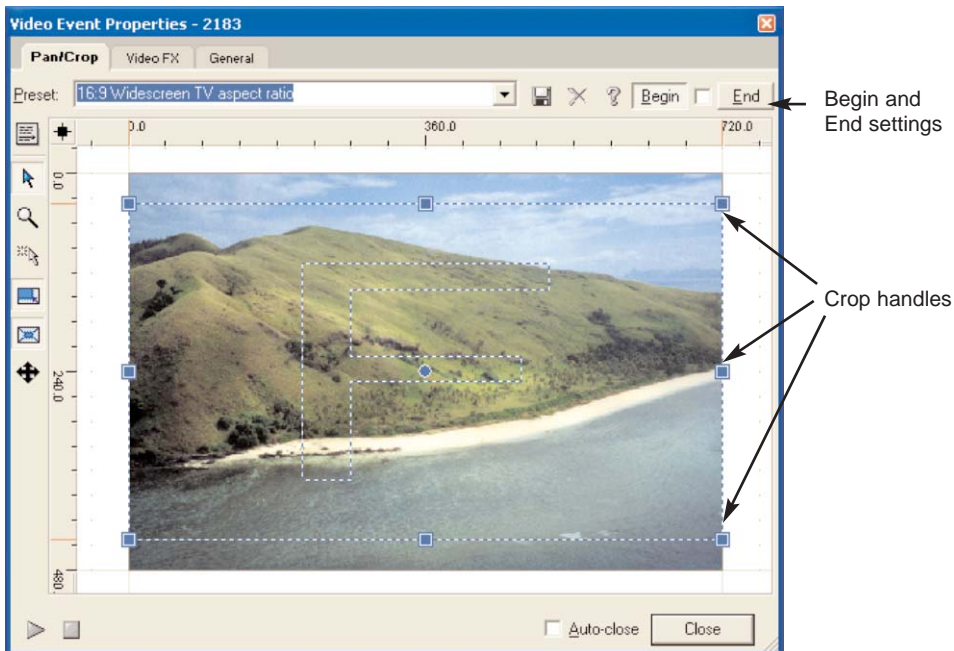 Video Event Properties - 2183
Pan/Crop Video FX General
Preset: 16:9 Widescreen TV aspect ratio Begin End
Begin and
End settings
0.0 360.0 720.0
0.0
Crop handles
240.0
480.
Auto-close Close